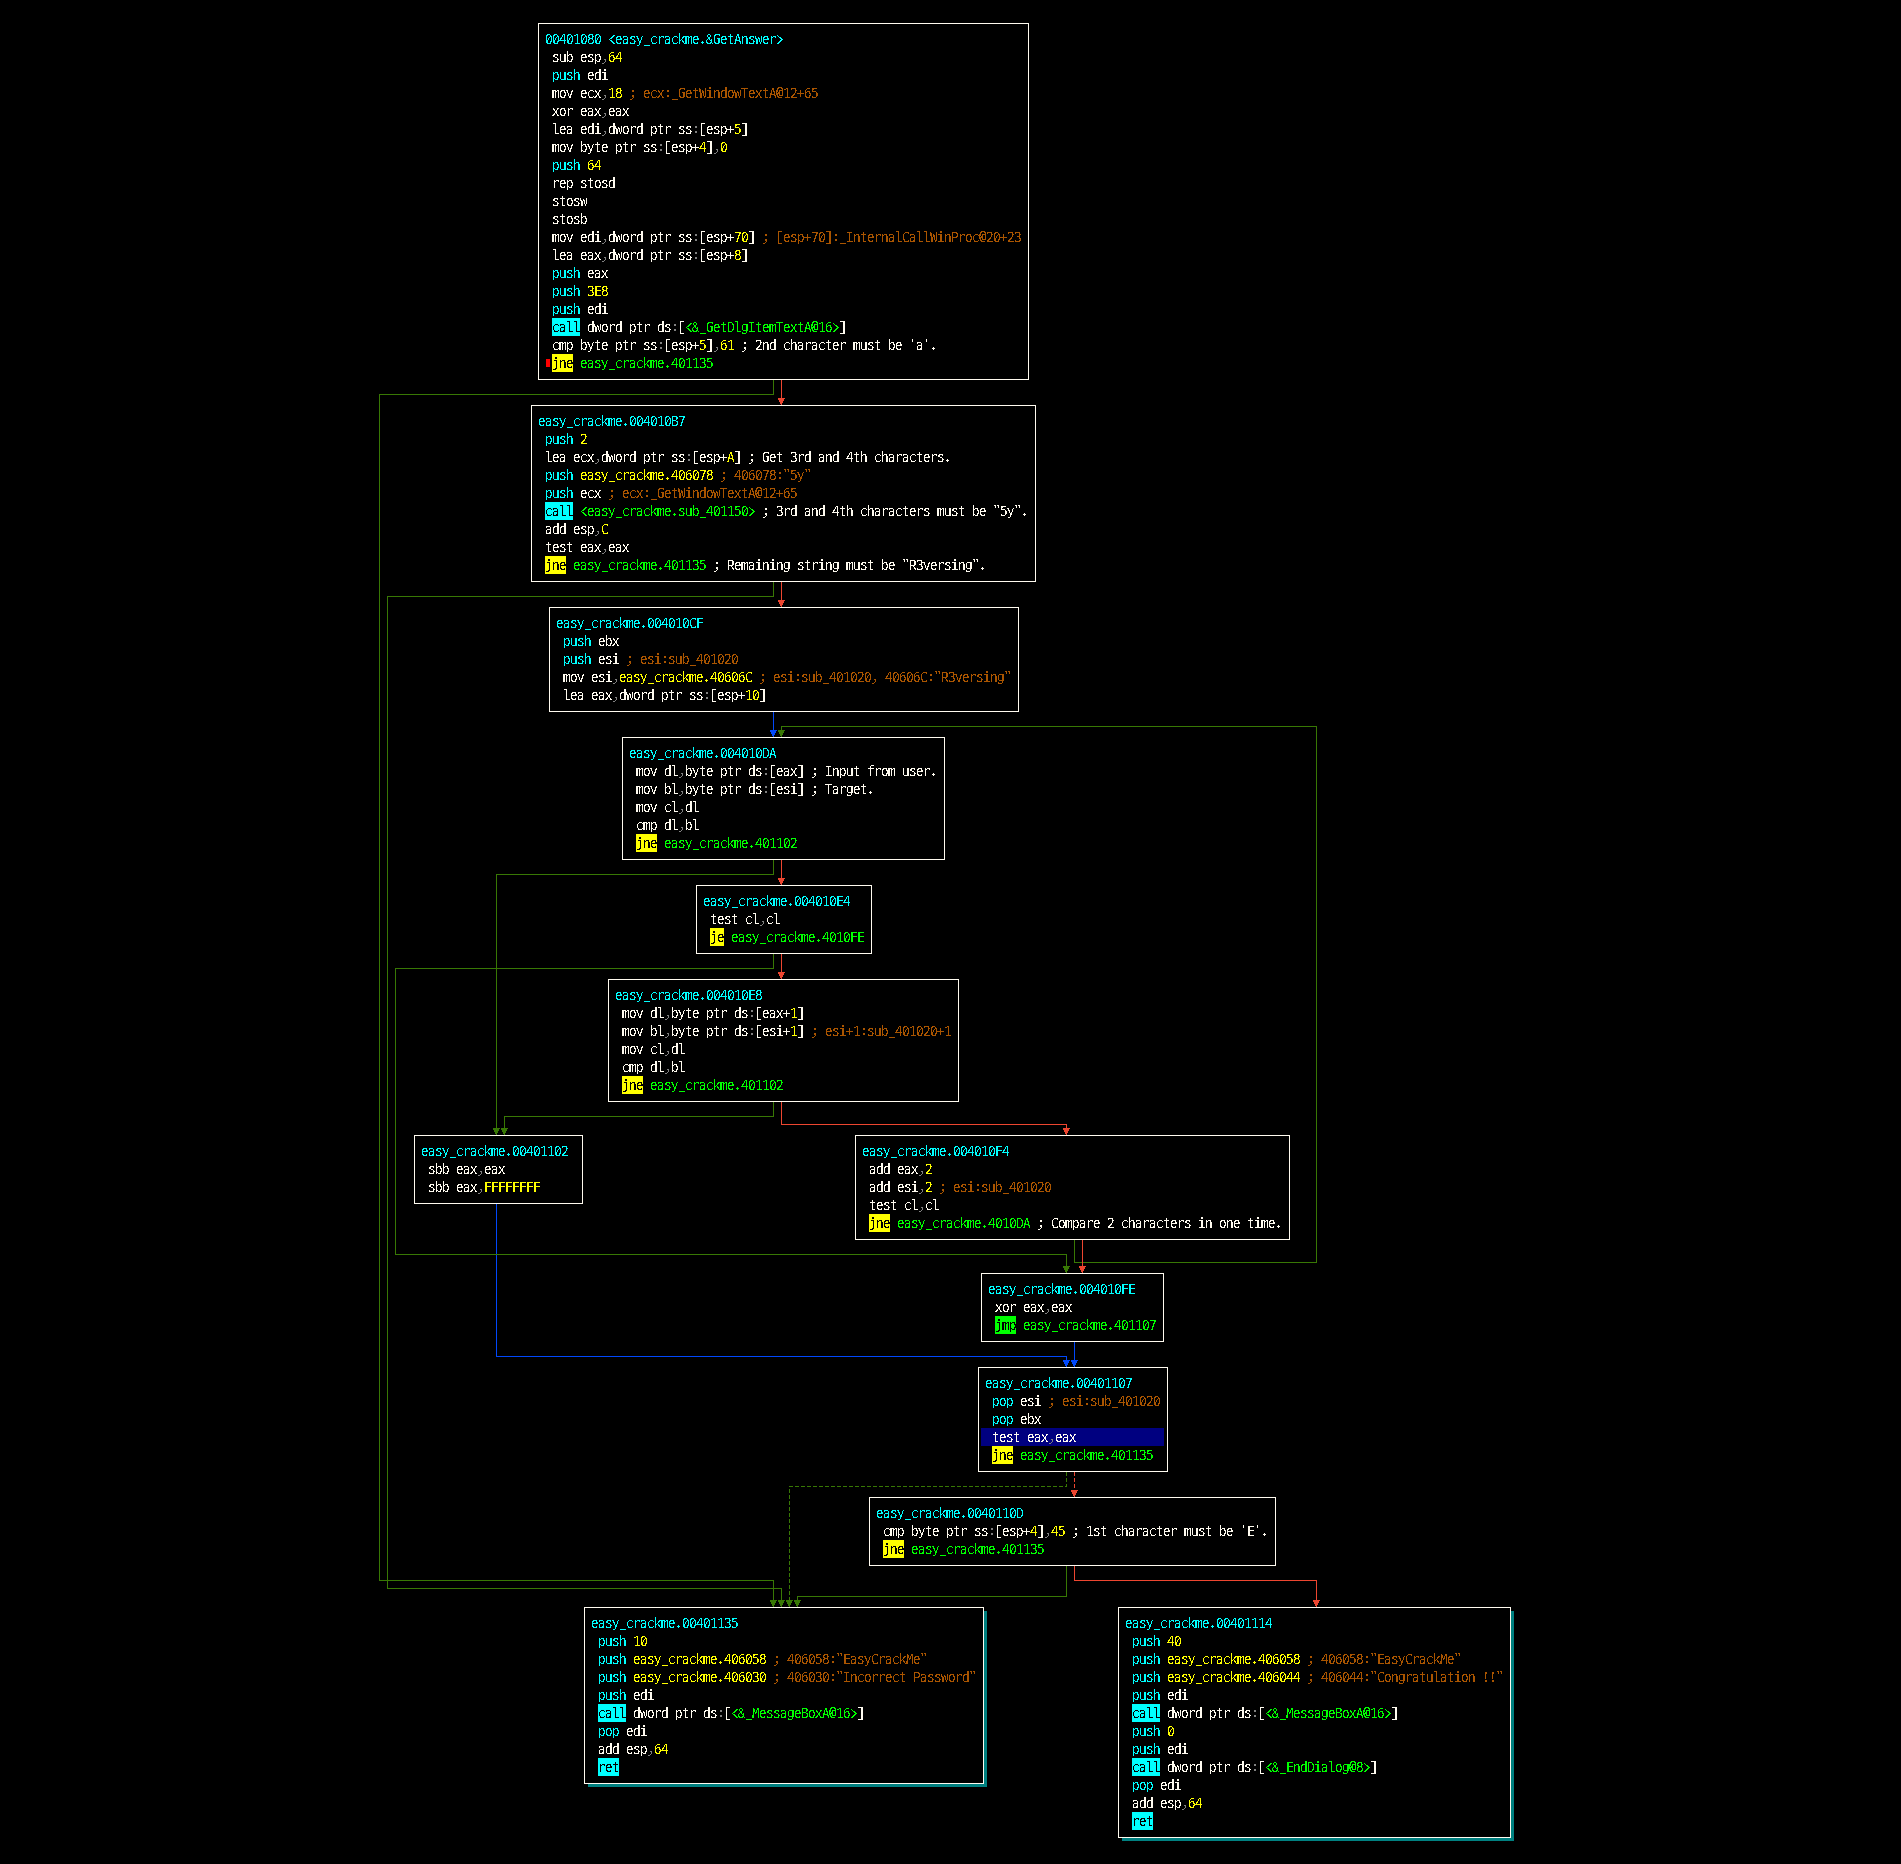 00401080 <easy_crackme.&GetAnswer>
sub esp,64
push edi
mov ecx,18 ; ecx:_GetWindowTextA@12+65
xor eax,eax
lea edi,dword ptr ss:[esp+5]
mov byte ptr ss:[esp+4],0
push 64
rep stosd
stosw
stosb
mov edi,dword ptr ss:[esp+70] ; [esp+70]:_InternalCallWinProc@20+23
lea eax,dword ptr ss:[esp+8]
push eax
push 3E8
push edi
call dword ptr ds:[<&_GetDlgItemTextA@16>]
cmp byte ptr ss:[esp+5],61 ; 2nd character must be 'a'.
jne easy_crackme.401135
easy_crackme.004010B7
push 2
lea ecx,dword ptr ss:[esp+A] ; Get 3rd and 4th characters.
push easy_crackme.406078 ; 406078:"5y"
push ecx ; ecx:_GetWindowTextA@12+65
call <easy_crackme.sub_401150> ; 3rd and 4th characters must be "5y".
add esp,C
test eax,eax
jne easy_crackme.401135 ; Remaining string must be "R3versing".
easy_crackme.004010CF
push ebx
push esi ; esi:sub_401020
mov esi,easy_crackme.40606C ; esi:sub_401020, 40606C:"R3versing"
lea eax,dword ptr ss:[esp+10]
easy_crackme.004010DA
mov dl,byte ptr ds:[eax] ; Input from user.
mov bl,byte ptr ds:[esi] ; Target.
mov cl,dl
cmp dl,bl
jne easy_crackme.401102
easy_crackme.004010E4
test cl,cl
je easy_crackme.4010FE
easy_crackme.004010E8
mov dl,byte ptr ds:[eax+1]
mov bl,byte ptr ds:[esi+1] ; esi+1:sub_401020+1
mov cl,dl
cmp dl,bl
jne easy_crackme.401102
easy_crackme.00401102
sbb eax,eax
sbb eax,FFFFFFFF
easy_crackme.004010F4
add eax,2
add esi,2 ; esi:sub_401020
test cl,cl
jne easy_crackme.4010DA ; Compare 2 characters in one time.
easy_crackme.004010FE
xor eax,eax
jmp easy_crackme.401107
easy_crackme.00401107
pop esi ; esi:sub_401020
pop ebx
test eax,eax
jne easy_crackme.401135
easy_crackme.0040110D
cmp byte ptr ss:[esp+4],45 ; 1st character must be 'E'.
jne easy_crackme.401135
easy_crackme.00401135
push 10
push easy_crackme.406058 ; 406058:"EasyCrackMe"
push easy_crackme.406030 ; 406030:"Incorrect Password"
push edi
call dword ptr ds:[<&_MessageBoxA@16>]
pop edi
add esp,64
ret
easy_crackme.00401114
push 40
push easy_crackme.406058 ; 406058:"EasyCrackMe"
push easy_crackme.406044 ; 406044:"Congratulation !!"
push edi
call dword ptr ds:[<&_MessageBoxA@16>]
push 0
push edi
call dword ptr ds:[<&_EndDialog@8>]
pop edi
add esp,64
ret